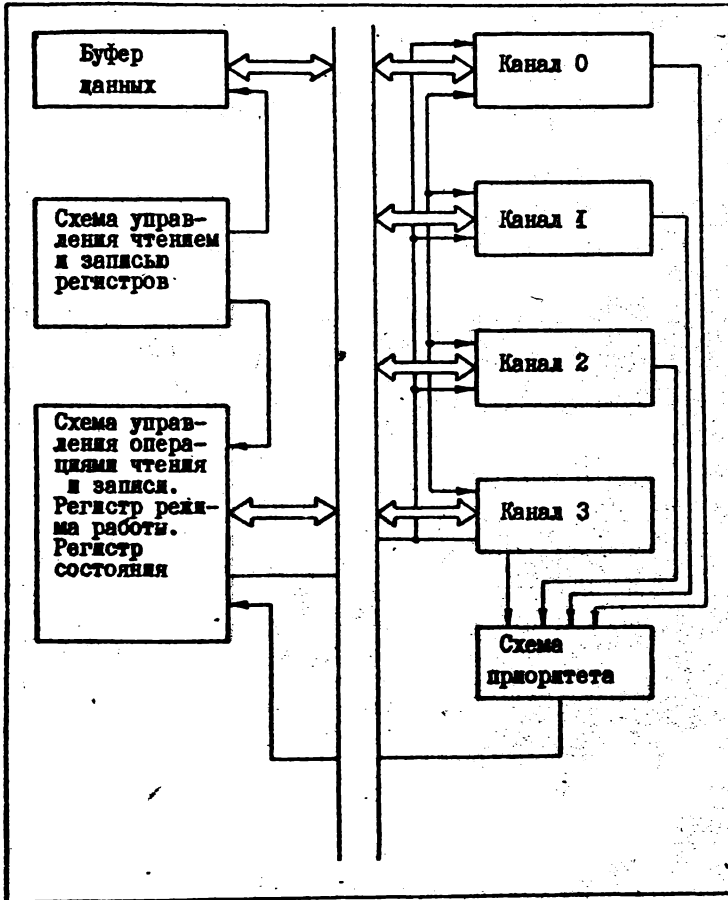 Буфер
данных
Схема управ-
ления чтением
и записью
регистров
Схема управ-
ления опера-
циями чтения
и записи.
Регистр режи-
ма работы.
Регистр
состояния
Канал 0
Канал I
Канал 2
Канал 3
Схема
приоритета